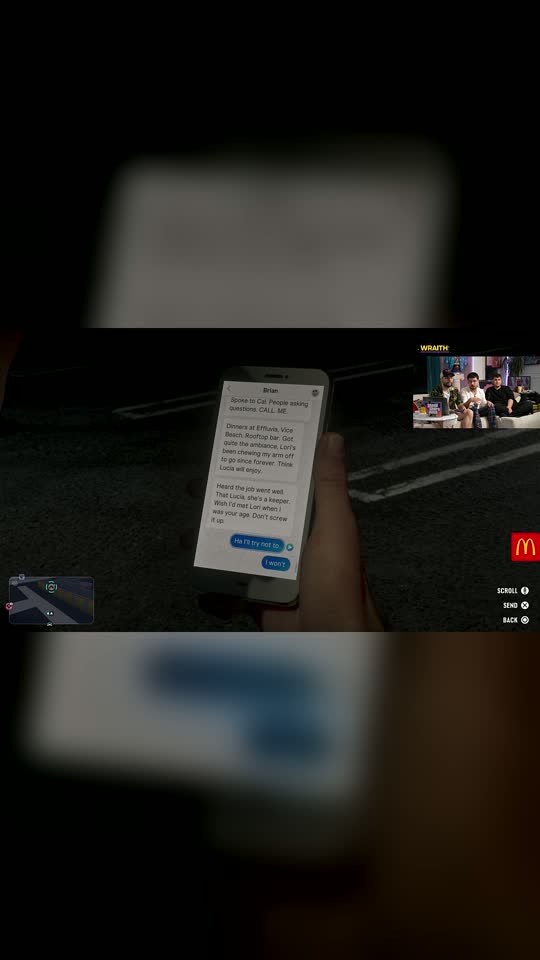 WRAITH
Brian
Spoke to Cal. People asking
questions. CALL. ME.
Dinners at Effluvia, Vice
Beach. Rooftop bar. Got
quite the ambiance. Lori's
been chewing my arm off
to go since forever. Think
Lucia will enjoy.
Heard the job went well.
That Lucia, she's a keeper.
Wish I'd met Lori when I
was your age. Don't screw
it up.
Ha I'll try not to
I won't
SCROLL
SEND
BACK